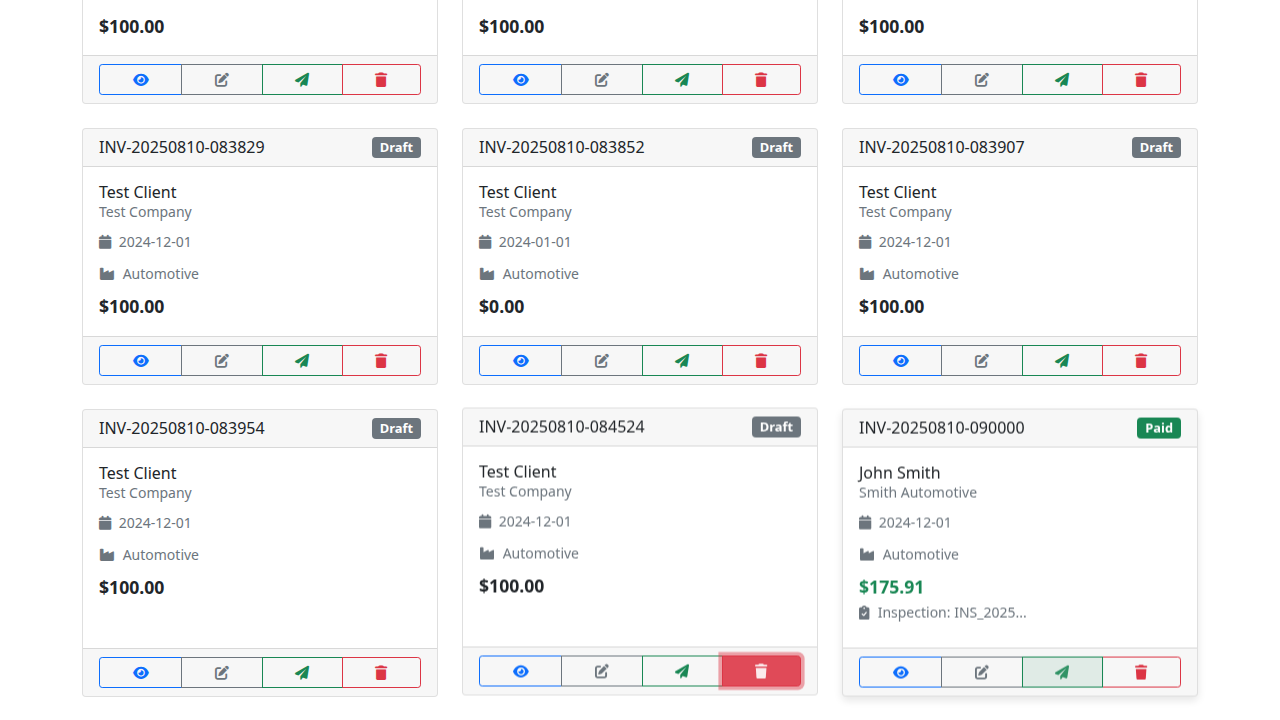 $100.00
$100.00
$100.00
INV-20250810-083829 Draft
Test Client
Test Company
2024-12-01
Automotive
$100.00
INV-20250810-083852 Draft
Test Client
Test Company
2024-01-01
Automotive
$0.00
INV-20250810-083907 Draft
Test Client
Test Company
2024-12-01
Automotive
$100.00
INV-20250810-083954 Draft
Test Client
Test Company
2024-12-01
Automotive
$100.00
INV-20250810-084524 Draft
Test Client
Test Company
2024-12-01
Automotive
$100.00
INV-20250810-090000 Paid
John Smith
Smith Automotive
2024-12-01
Automotive
$175.91
Inspection: INS_2025...